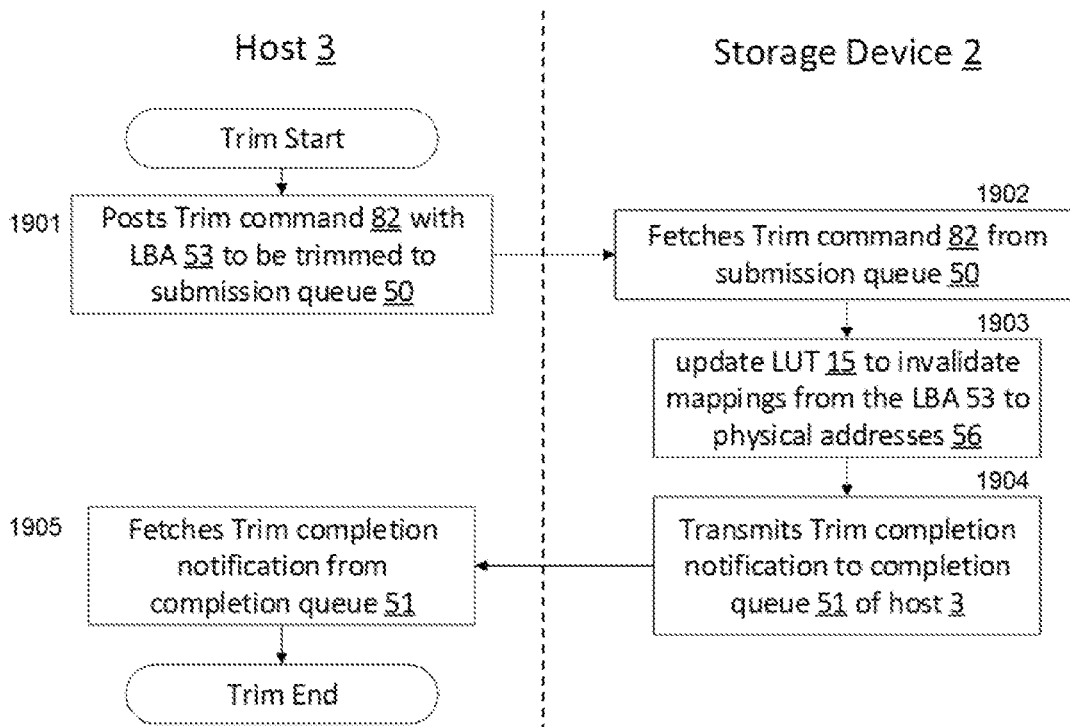 Host 3
Storage Device 2
Trim Start
1901
Posts Trim command 82 with
LBA 53 to be trimmed to
submission queue 50
1902
Fetches Trim command 82 from
submission queue 50
1903
update LUT 15 to invalidate
mappings from the LBA 53 to
physical addresses 56
1904
Transmits Trim completion
notification to completion
queue 51 of host 3
1905
Fetches Trim completion
notification from
completion queue 51
Trim End